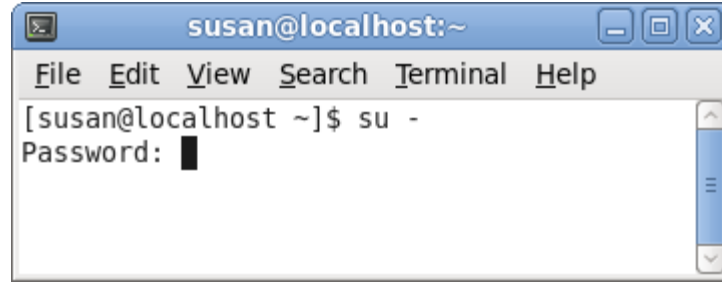 susan@localhost:~
File Edit View Search Terminal Help
[susan@localhost ~]$ su -
Password: